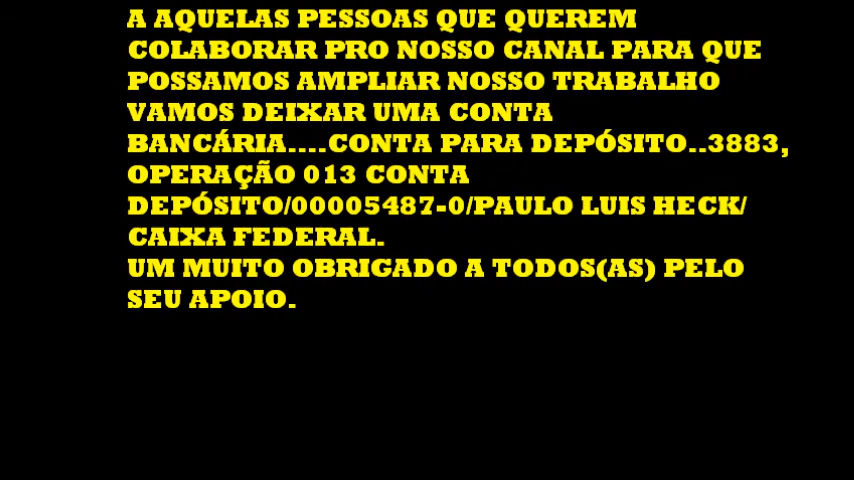 A AQUELAS PESSOAS QUE QUEREM
COLABORAR PRO NOSSO CANAL PARA QUE
POSSAMOS AMPLIAR NOSSO TRABALHO
VAMOS DEIXAR UMA CONTA
BANCÁRIA....CONTA PARA DEPÓSITO..3883,
OPERAÇÃO 013 CONTA
DEPÓSITO/00005487-0/PAULO LUIS HECK/
CAIXA FEDERAL.
UM MUITO OBRIGADO A TODOS(AS) PELO
SEU APOIO.